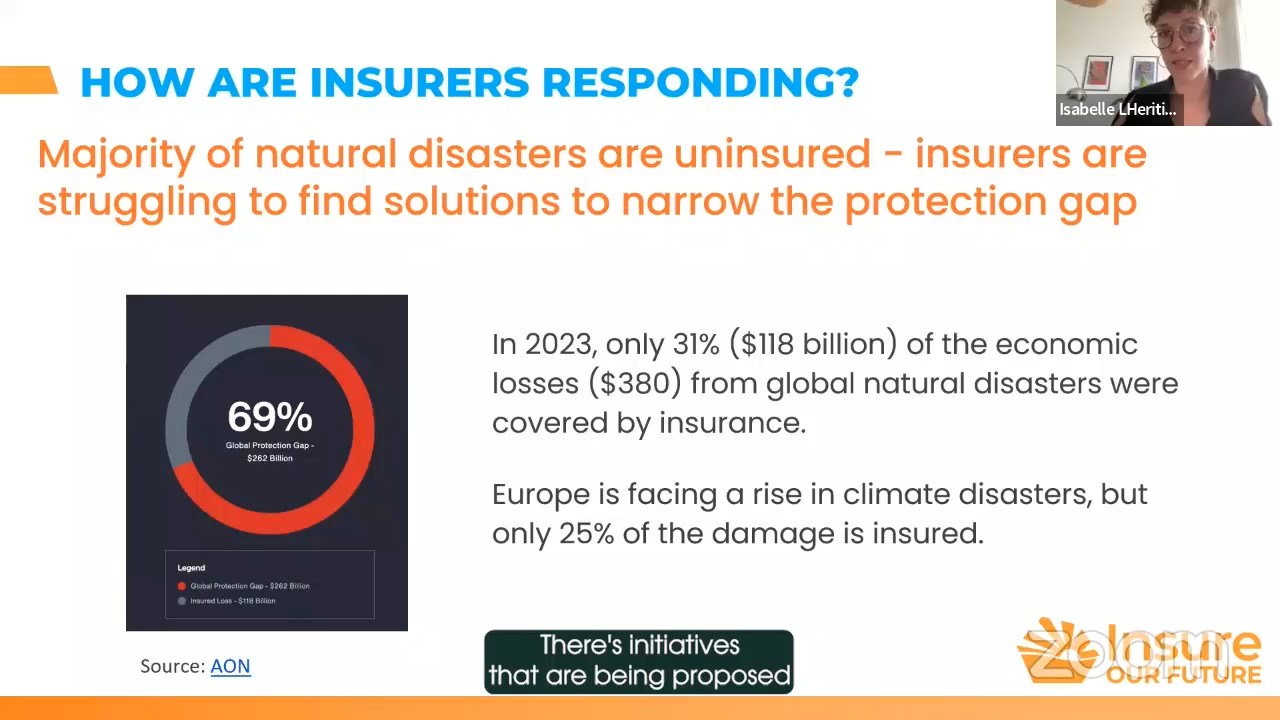 HOW ARE INSURERS RESPONDING?
Isabelle LHeriti...
Majority of natural disasters are uninsured - insurers are
struggling to find solutions to narrow the protection gap
69%
Global Protection Gap -
$262 Billion
Legend
Global Protection Gap - $262 Billion
Insured Loss - $118 Billion
Source: AON
In 2023, only 31% ($118 billion) of the economic
losses ($380) from global natural disasters were
covered by insurance.
Europe is facing a rise in climate disasters, but
only 25% of the damage is insured.
There's initiatives
that are being proposed
Insure
OUR FUTURE
zoom